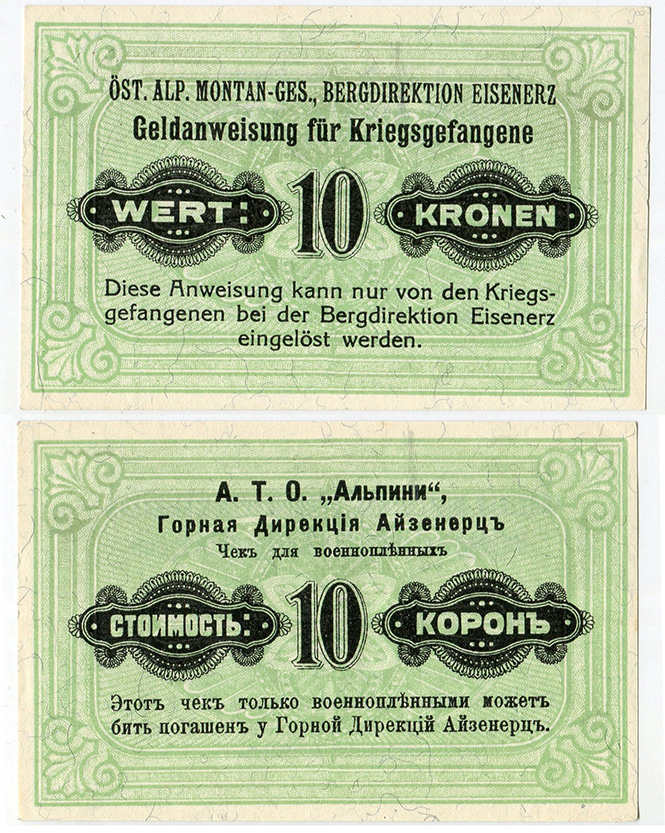 ÖST. ALP. MONTAN-GES., BERGDIREKTION EISENERZ
Geldanweisung für Kriegsgefangene
WERT: 10 KRONEN
Diese Anweisung kann nur von den Kriegs-
gefangenen bei der Bergdirektion Eisenerz
eingelöst werden.
А. Т. О. „Альпини“,
Горная Дирекція Айзенерцъ
Чекъ для военноплѣнныхъ
СТОИМОСТЬ: 10 КОРОНЪ
Этотъ чекъ только военноплѣнными можетъ
бить погашенъ у Горной Дирекцій Айзенерцъ.